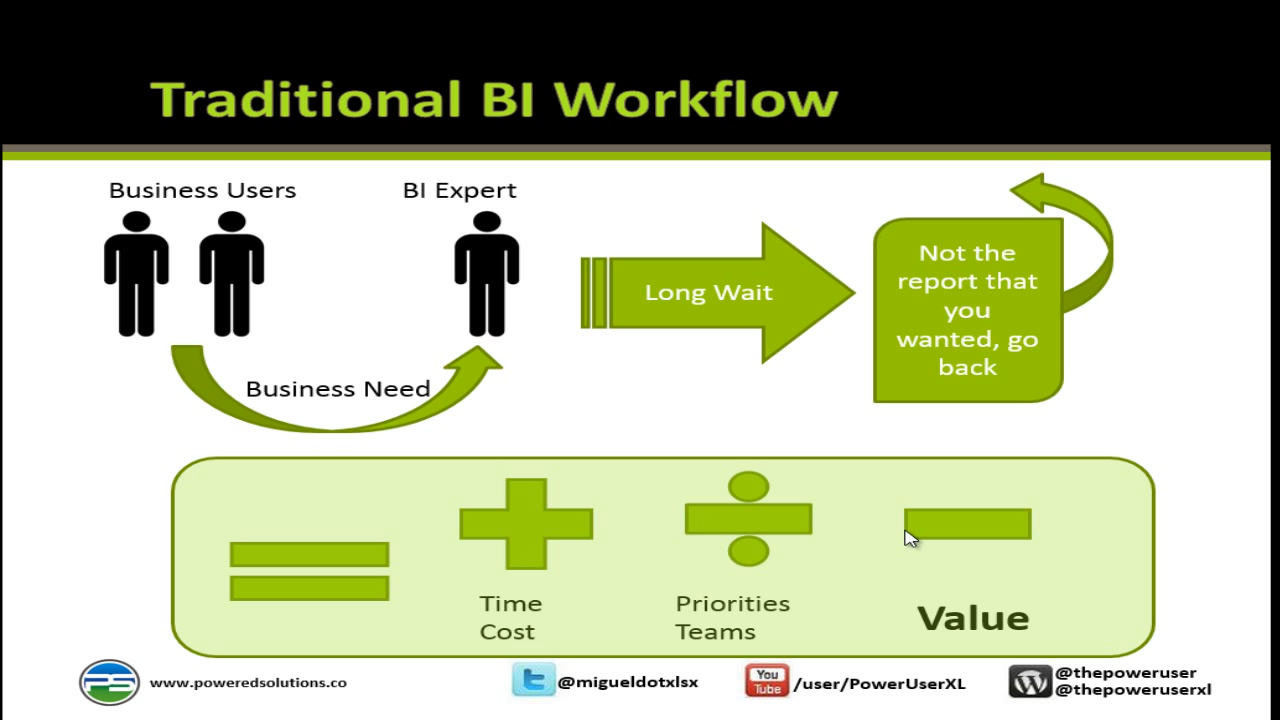 Traditional BI Workflow
Business Users
BI Expert
Business Need
Long Wait
Not the
report that
you
wanted, go
back
Time
Cost
Priorities
Teams
Value
www.poweredsolutions.co
@migueldotxlsx
You
Tube
/user/PowerUserXL
@thepoweruser
@thepoweruserxl